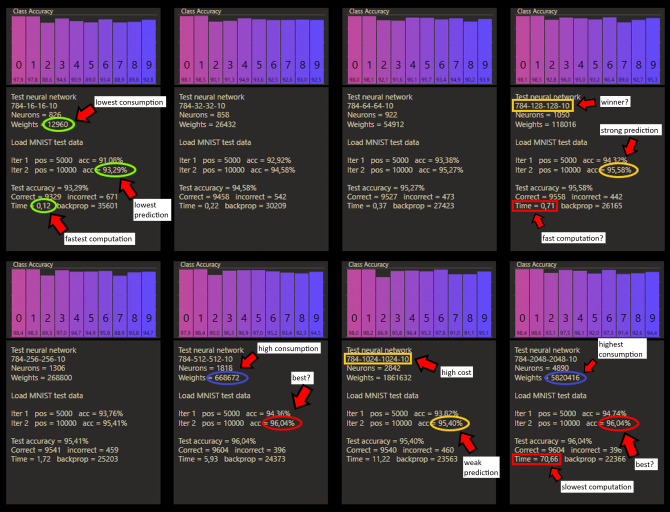 Class Accuracy
0 1 2 3 4 5 6 7 8 9
Test neural network
784-16-16-10
Neurons = 826
Weights = 12960
Load MNIST test data
Iter 1 pos = 5000 acc = 91,08%
Iter 2 pos = 10000 acc = 93,29%
Test accuracy = 93,29%
Correct = 9329 incorrect = 671
Time = 0,12 backprop = 35601
lowest consumption
lowest
prediction
fastest computation
Class Accuracy
0 1 2 3 4 5 6 7 8 9
Test neural network
784-32-32-10
Neurons = 858
Weights = 26432
Load MNIST test data
Iter 1 pos = 5000 acc = 92,92%
Iter 2 pos = 10000 acc = 94,58%
Test accuracy = 94,58%
Correct = 9458 incorrect = 542
Time = 0,22 backprop = 30209
Class Accuracy
0 1 2 3 4 5 6 7 8 9
Test neural network
784-64-64-10
Neurons = 922
Weights = 54912
Load MNIST test data
Iter 1 pos = 5000 acc = 93,38%
Iter 2 pos = 10000 acc = 95,27%
Test accuracy = 95,27%
Correct = 9527 incorrect = 473
Time = 0,37 backprop = 27423
Class Accuracy
0 1 2 3 4 5 6 7 8 9
Test neural network
784-128-128-10
Neurons = 1050
Weights = 118016
Load MNIST test data
Iter 1 pos = 5000 acc = 94,32%
Iter 2 pos = 10000 acc = 95,58%
Test accuracy = 95,58%
Correct = 9558 incorrect = 442
Time = 0,71 backprop = 26165
winner?
strong prediction
fast computation?
Class Accuracy
0 1 2 3 4 5 6 7 8 9
Test neural network
784-256-256-10
Neurons = 1306
Weights = 268800
Load MNIST test data
Iter 1 pos = 5000 acc = 93,76%
Iter 2 pos = 10000 acc = 95,41%
Test accuracy = 95,41%
Correct = 9541 incorrect = 459
Time = 1,72 backprop = 25203
Class Accuracy
0 1 2 3 4 5 6 7 8 9
Test neural network
784-512-512-10
Neurons = 1818
Weights = 668672
Load MNIST test data
Iter 1 pos = 5000 acc = 94,36%
Iter 2 pos = 10000 acc = 96,04%
Test accuracy = 96,04%
Correct = 9604 incorrect = 396
Time = 5,93 backprop = 24373
high consumption
best?
Class Accuracy
0 1 2 3 4 5 6 7 8 9
Test neural network
784-1024-1024-10
Neurons = 2842
Weights = 1861632
Load MNIST test data
Iter 1 pos = 5000 acc = 93,82%
Iter 2 pos = 10000 acc = 95,40%
Test accuracy = 95,40%
Correct = 9540 incorrect = 460
Time = 11,22 backprop = 23563
high cost
weak
prediction
Class Accuracy
0 1 2 3 4 5 6 7 8 9
Test neural network
784-2048-2048-10
Neurons = 4890
Weights = 5820416
Load MNIST test data
Iter 1 pos = 5000 acc = 94,74%
Iter 2 pos = 10000 acc = 96,04%
Test accuracy = 96,04%
Correct = 9604 incorrect = 396
Time = 70,66 backprop = 22366
highest
consumption
best?
slowest computation